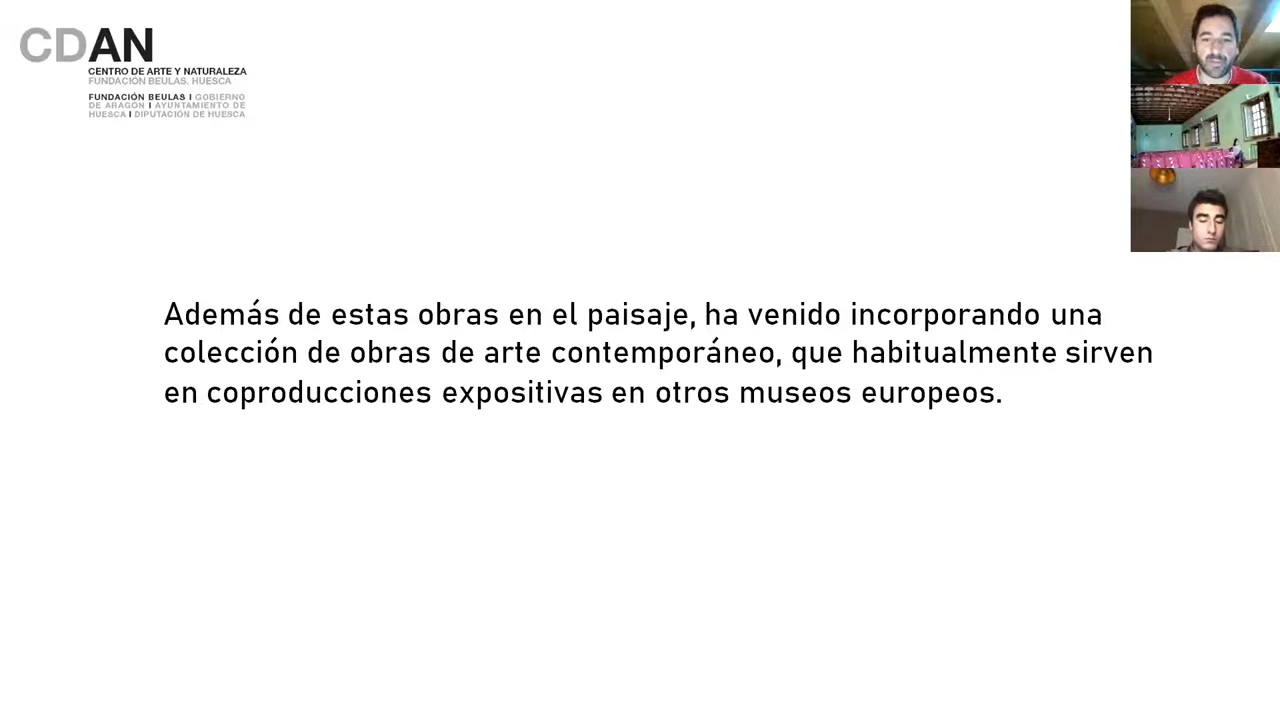 CDAN
CENTRO DE ARTE Y NATURALEZA
FUNDACIÓN BEULAS. HUESCA
FUNDACIÓN BEULAS I GOBIERNO
DE ARAGÓN I AYUNTAMIENTO DE
HUESCA I DIPUTACIÓN DE HUESCA
Además de estas obras en el paisaje, ha venido incorporando una
colección de obras de arte contemporáneo, que habitualmente sirven
en coproducciones expositivas en otros museos europeos.